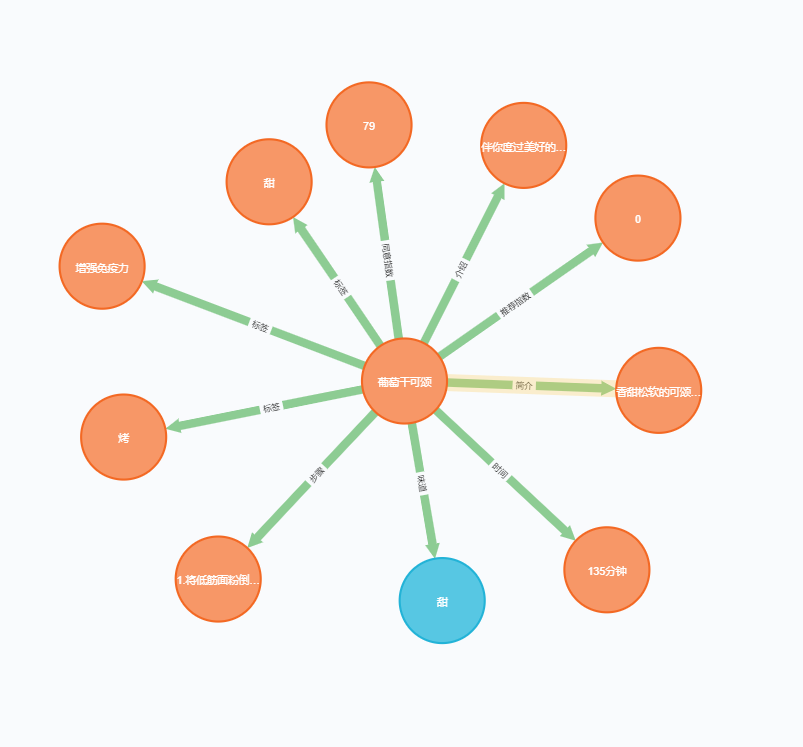 79
伴你度过美好的…
甜
0
增强免疫力
同意指数
介绍
标签
推荐指数
标签
葡萄干可颂
简介
香甜松软的可颂…
标签
烤
步骤
味道
时间
1.将低筋面粉倒…
135分钟
甜